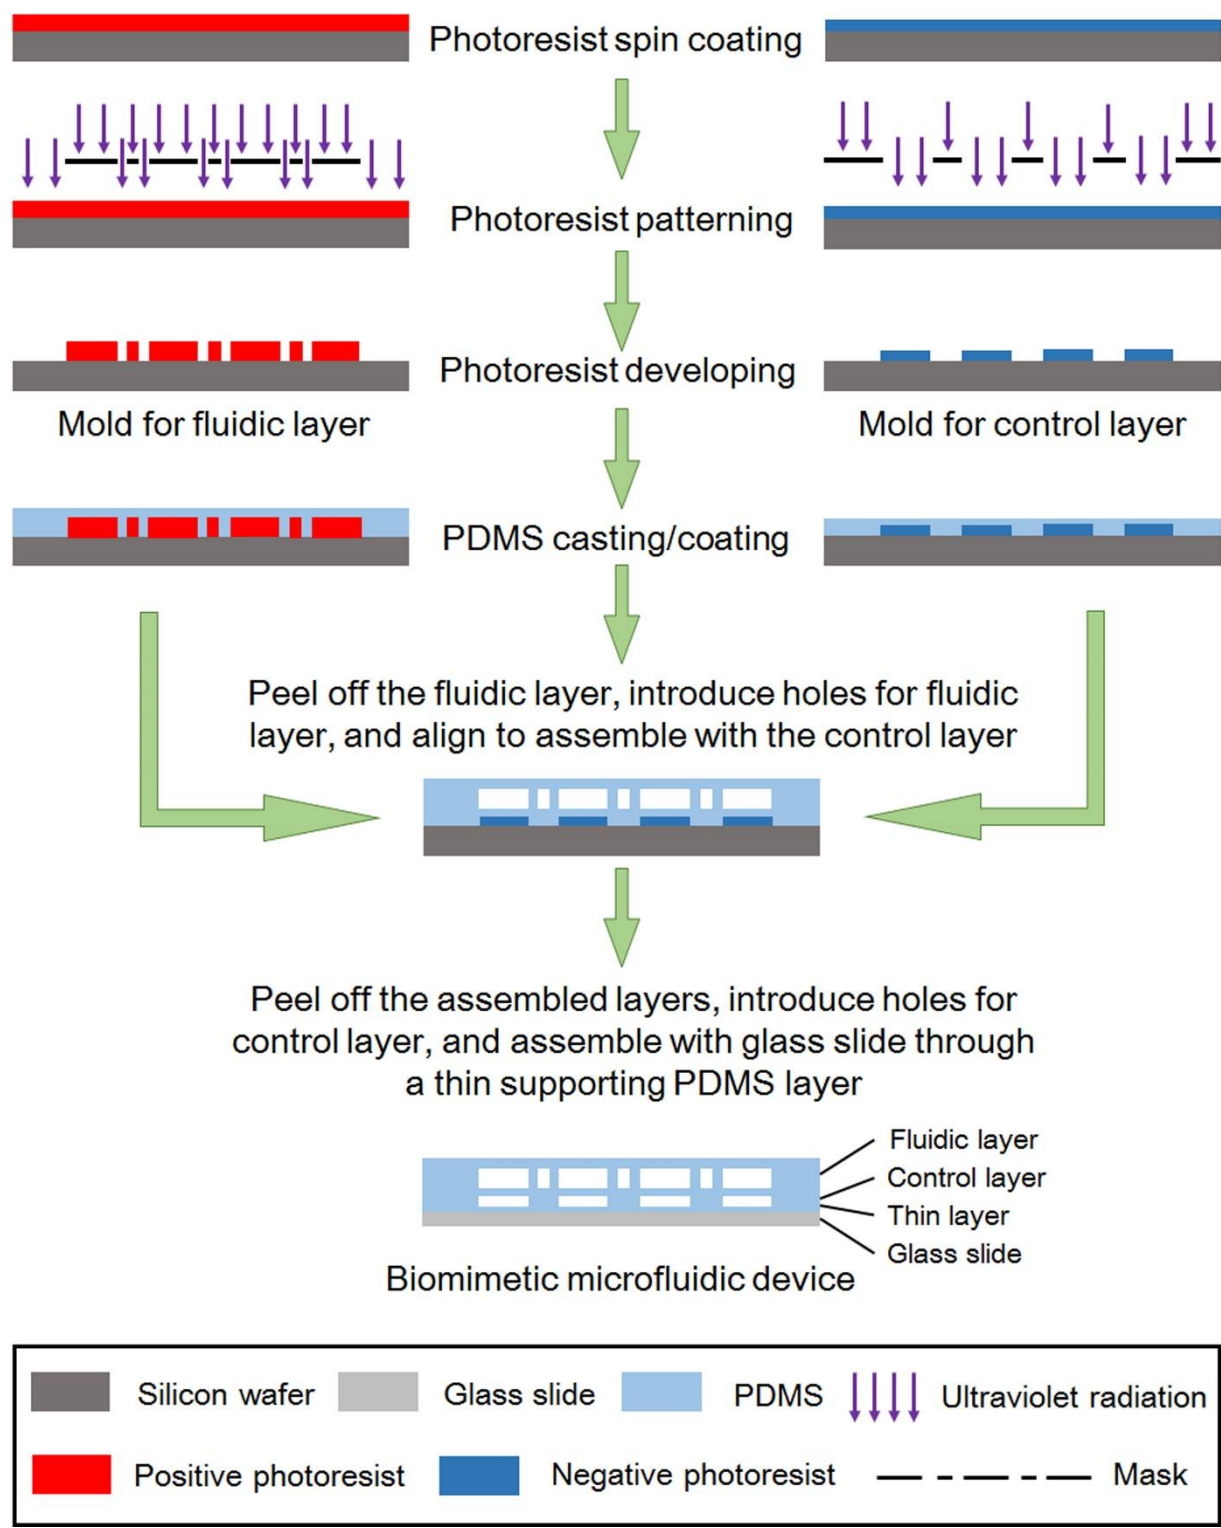 Photoresist spin coating
Photoresist patterning
Photoresist developing
Mold for fluidic layer
Mold for control layer
PDMS casting/coating
Peel off the fluidic layer, introduce holes for fluidic
layer, and align to assemble with the control layer
Peel off the assembled layers, introduce holes for
control layer, and assemble with glass slide through
a thin supporting PDMS layer
Fluidic layer
Control layer
Thin layer
Glass slide
Biomimetic microfluidic device
Silicon wafer
Glass slide
PDMS
Ultraviolet radiation
Positive photoresist
Negative photoresist
Mask